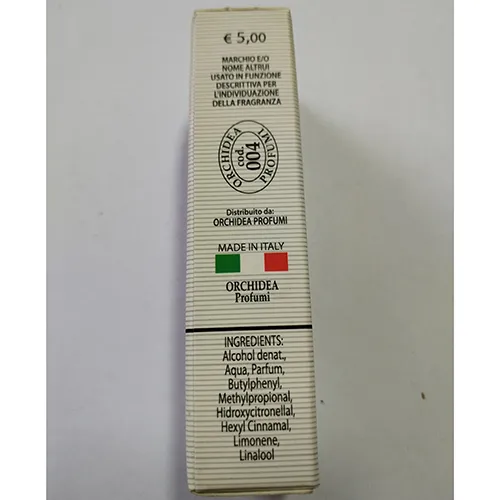 € 5,00
MARCHIO E/O
NOME ALTRUI
USATO IN FUNZIONE
DESCRITTIVA PER
L'INDIVIDUAZIONE
DELLA FRAGRANZA
ORCHIDEA
cod.
004
PROFUMI
Distribuito da:
ORCHIDEA PROFUMI
MADE IN ITALY
ORCHIDEA
Profumi
INGREDIENTS:
Alcohol denat.,
Aqua, Parfum,
Butylphenyl,
Methylpropional,
Hidroxycitronellal,
Hexyl Cinnamal,
Limonene,
Linalool